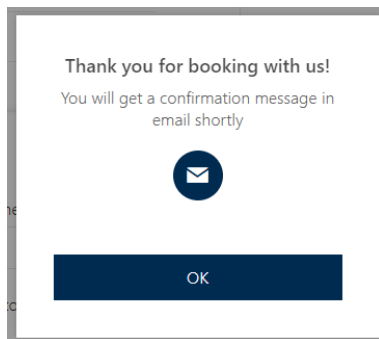 Thank you for booking with us!
You will get a confirmation message in
email shortly
OK